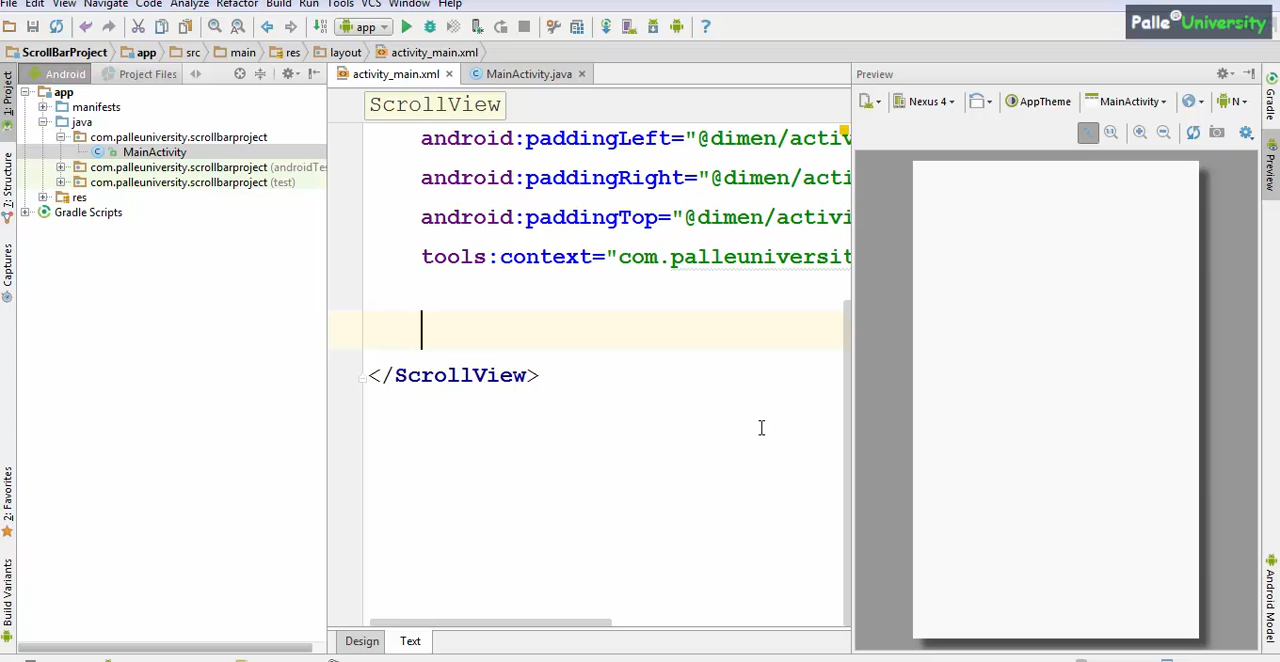 File Edit View Navigate Code Analyze Refactor Build Run Tools VCS Window Help
Palle University
app
ScrollBarProject app src main res layout activity_main.xml
Android Project Files activity_main.xml MainActivity.java Preview
1: Project
7: Structure
Captures
2: Favorites
Build Variants
app
manifests
java
com.palleuniversity.scrollbarproject
MainActivity
com.palleuniversity.scrollbarproject (androidTe
com.palleuniversity.scrollbarproject (test)
res
Gradle Scripts
ScrollView
android:paddingLeft="@dimen/activ
android:paddingRight="@dimen/acti
android:paddingTop="@dimen/activi
tools:context="com.palleuniversit
</ScrollView>
Design Text
Nexus 4 AppTheme MainActivity N
Gradle
Preview
Android Model